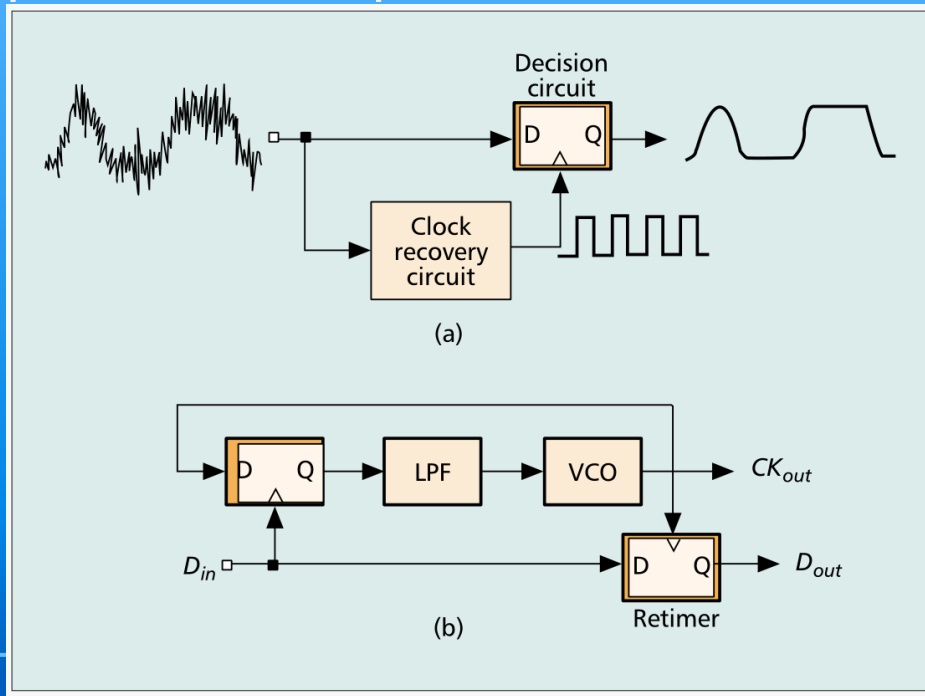 Decision
circuit
D Q
Clock
recovery
circuit
(a)
D Q
LPF
VCO
CKout
Din
D Q
Dout
Retimer
(b)